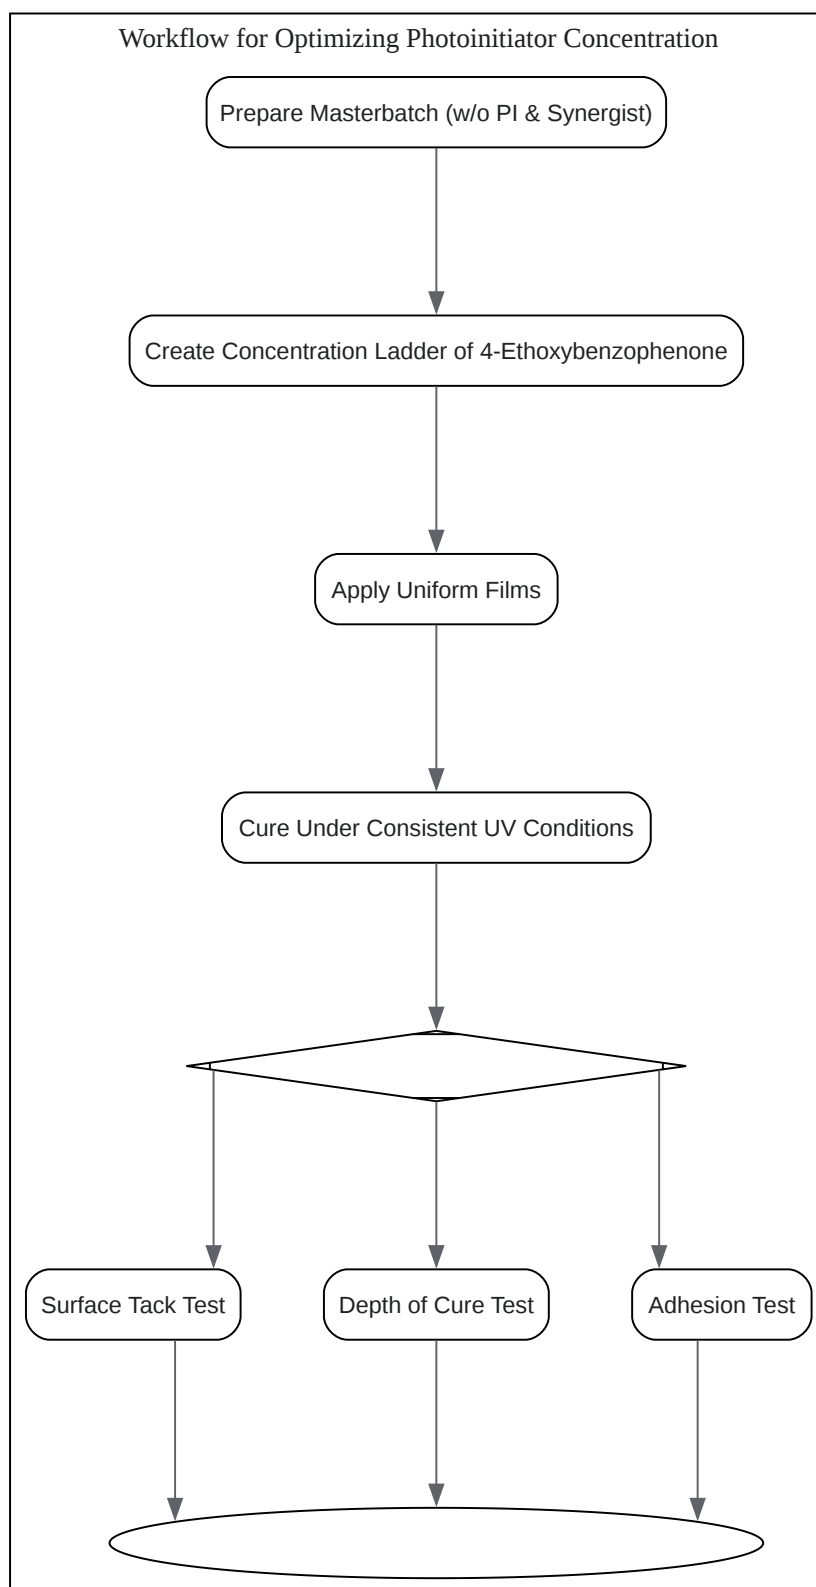 Workflow for Optimizing Photoinitiator Concentration
Prepare Masterbatch (w/o PI & Synergist)
Create Concentration Ladder of 4-Ethoxybenzophenone
Apply Uniform Films
Cure Under Consistent UV Conditions
Surface Tack Test
Depth of Cure Test
Adhesion Test